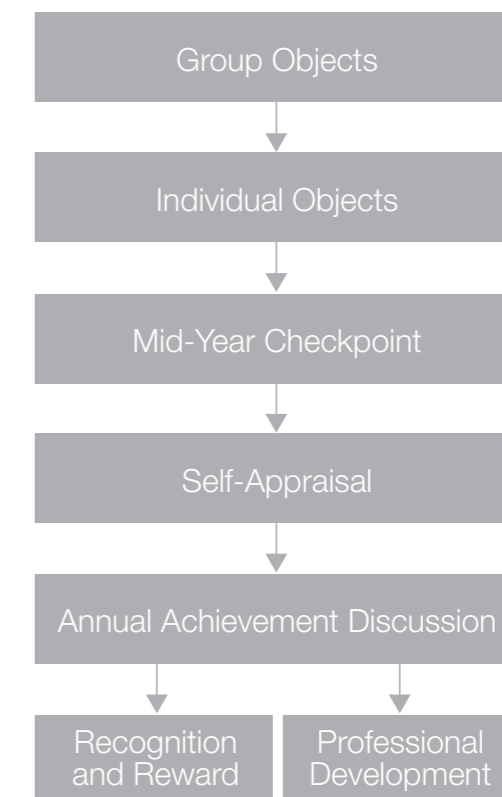 Group Objects
Individual Objects
Mid-Year Checkpoint
Self-Appraisal
Annual Achievement Discussion
Recognition
and Reward
Professional
Development